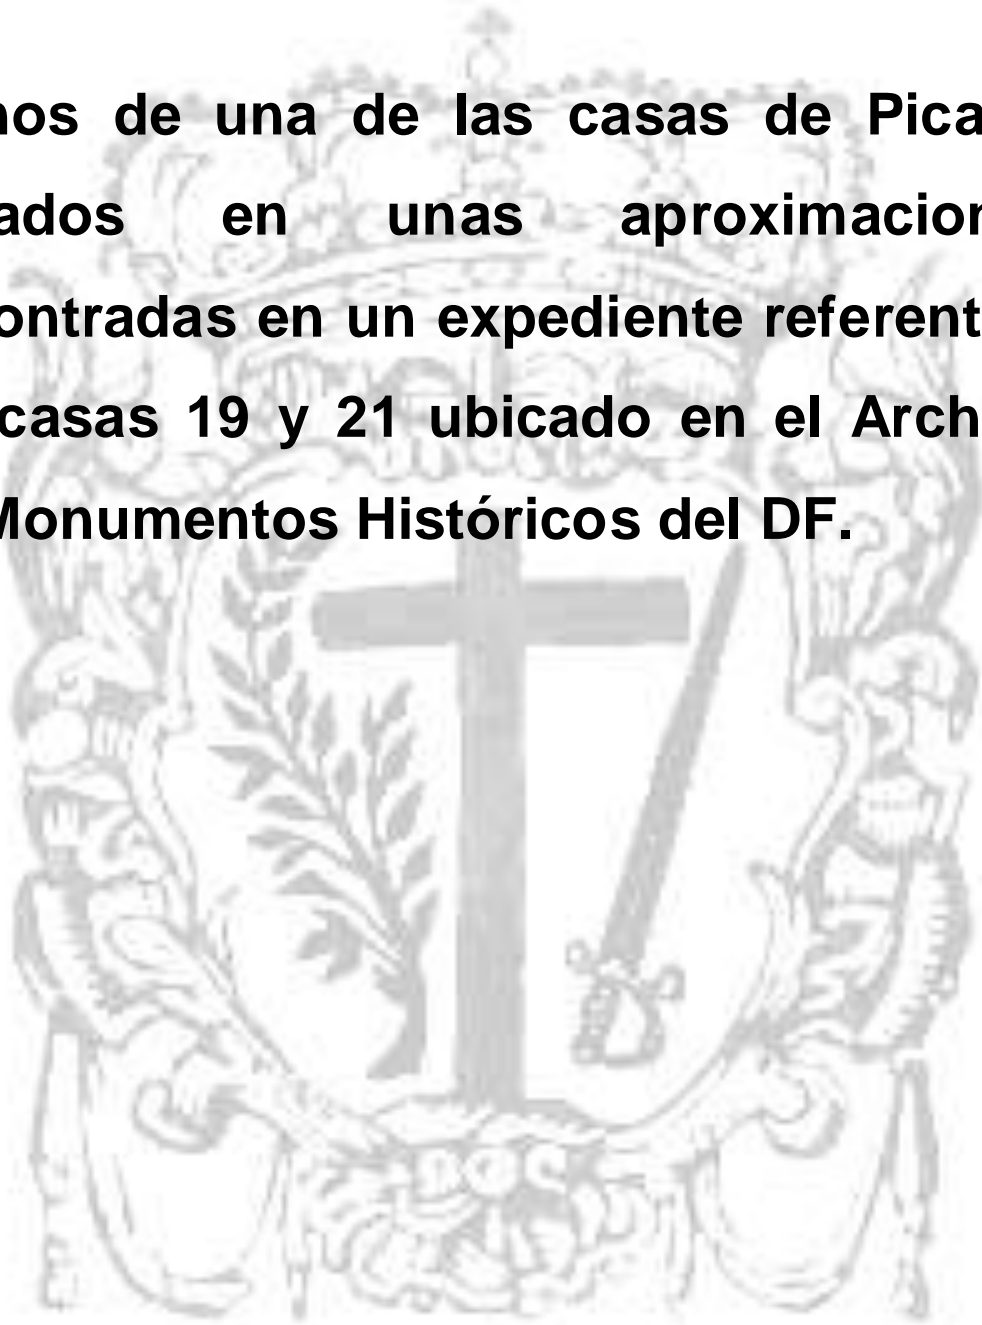 nos de una de las casas de Pica
ados en unas aproximacion
ontradas en un expediente referent
casas 19 y 21 ubicado en el Arch
Monumentos Históricos del DF.